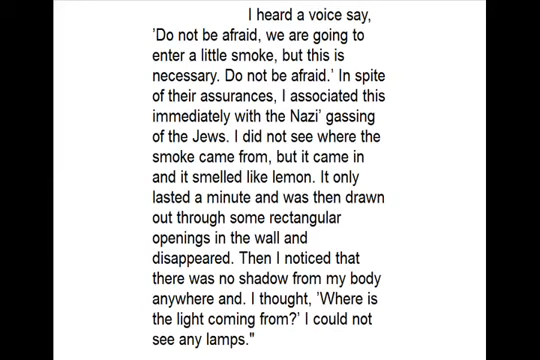 I heard a voice say,
'Do not be afraid, we are going to
enter a little smoke, but this is
necessary. Do not be afraid.' In spite
of their assurances, I associated this
immediately with the Nazi' gassing
of the Jews. I did not see where the
smoke came from, but it came in
and it smelled like lemon. It only
lasted a minute and was then drawn
out through some rectangular
openings in the wall and
disappeared. Then I noticed that
there was no shadow from my body
anywhere and. I thought, 'Where is
the light coming from?' I could not
see any lamps."